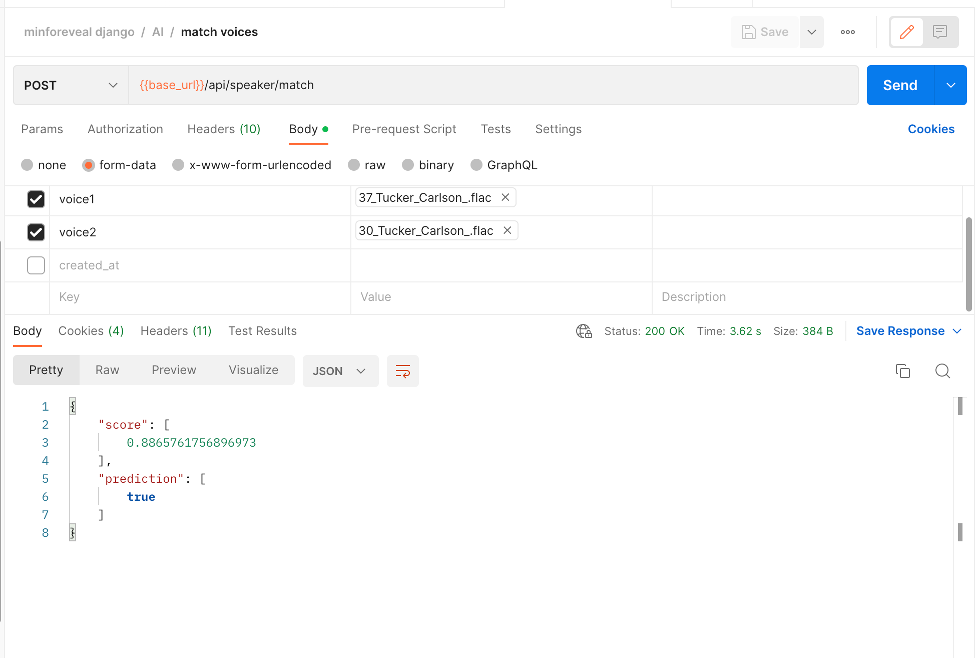 minforeveal django / AI / match voices
Save
POST
{{base_url}}/api/speaker/match
Send
Params Authorization Headers (10) Body Pre-request Script Tests Settings Cookies
none form-data x-www-form-urlencoded raw binary GraphQL
voice1 37_Tucker_Carlson_.flac
voice2 30_Tucker_Carlson_.flac
created_at
Key Value Description
Body Cookies (4) Headers (11) Test Results Status: 200 OK Time: 3.62 s Size: 384 B Save Response
Pretty Raw Preview Visualize JSON
1 {
2 "score": [
3 0.8865761756896973
4 ],
5 "prediction": [
6 true
7 ]
8 }